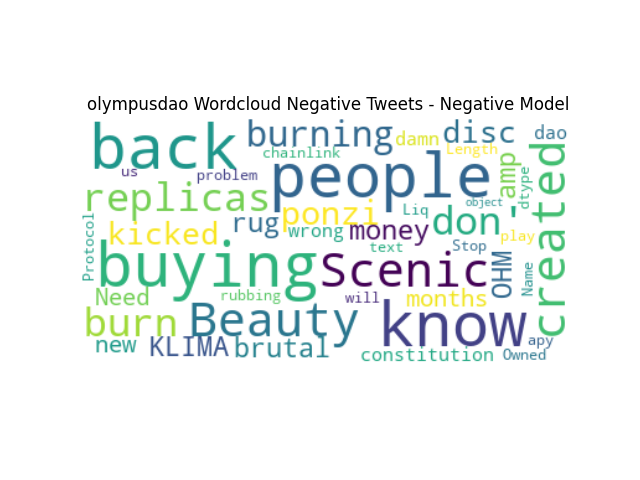 olympusdao Wordcloud Negative Tweets - Negative Model
back burning damn disc dao
chainlink Length
us problem people amp dtype
replicas object created
kicked rug ponzi Liq don'
Protocol wrong money play
text Stop
buying Scenic OHM Name
Need rubbing will months
burn Beauty know
new KLIMA brutal apy
constitution Owned